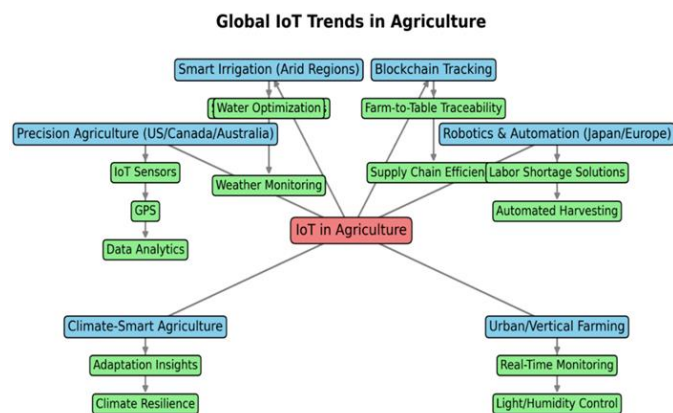 Global IoT Trends in Agriculture
Smart Irrigation (Arid Regions)
Blockchain Tracking
Water Optimization
Farm-to-Table Traceability
Precision Agriculture (US/Canada/Australia)
Robotics & Automation (Japan/Europe)
IoT Sensors
Weather Monitoring
Supply Chain Efficien
Labor Shortage Solutions
GPS
Automated Harvesting
IoT in Agriculture
Data Analytics
Climate-Smart Agriculture
Urban/Vertical Farming
Adaptation Insights
Real-Time Monitoring
Climate Resilience
Light/Humidity Control